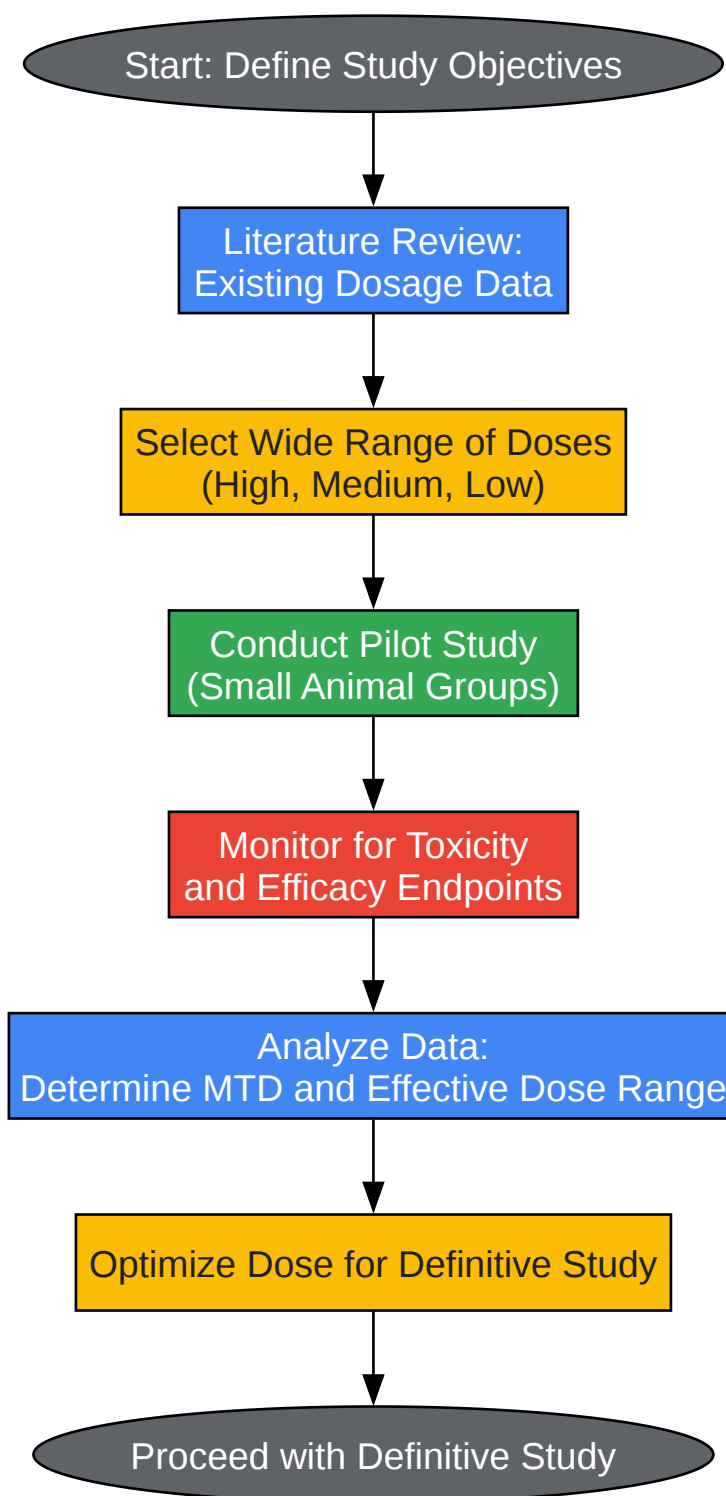 Start: Define Study Objectives
Literature Review:
Existing Dosage Data
Select Wide Range of Doses
(High, Medium, Low)
Conduct Pilot Study
(Small Animal Groups)
Monitor for Toxicity
and Efficacy Endpoints
Analyze Data:
Determine MTD and Effective Dose Range
Optimize Dose for Definitive Study
Proceed with Definitive Study